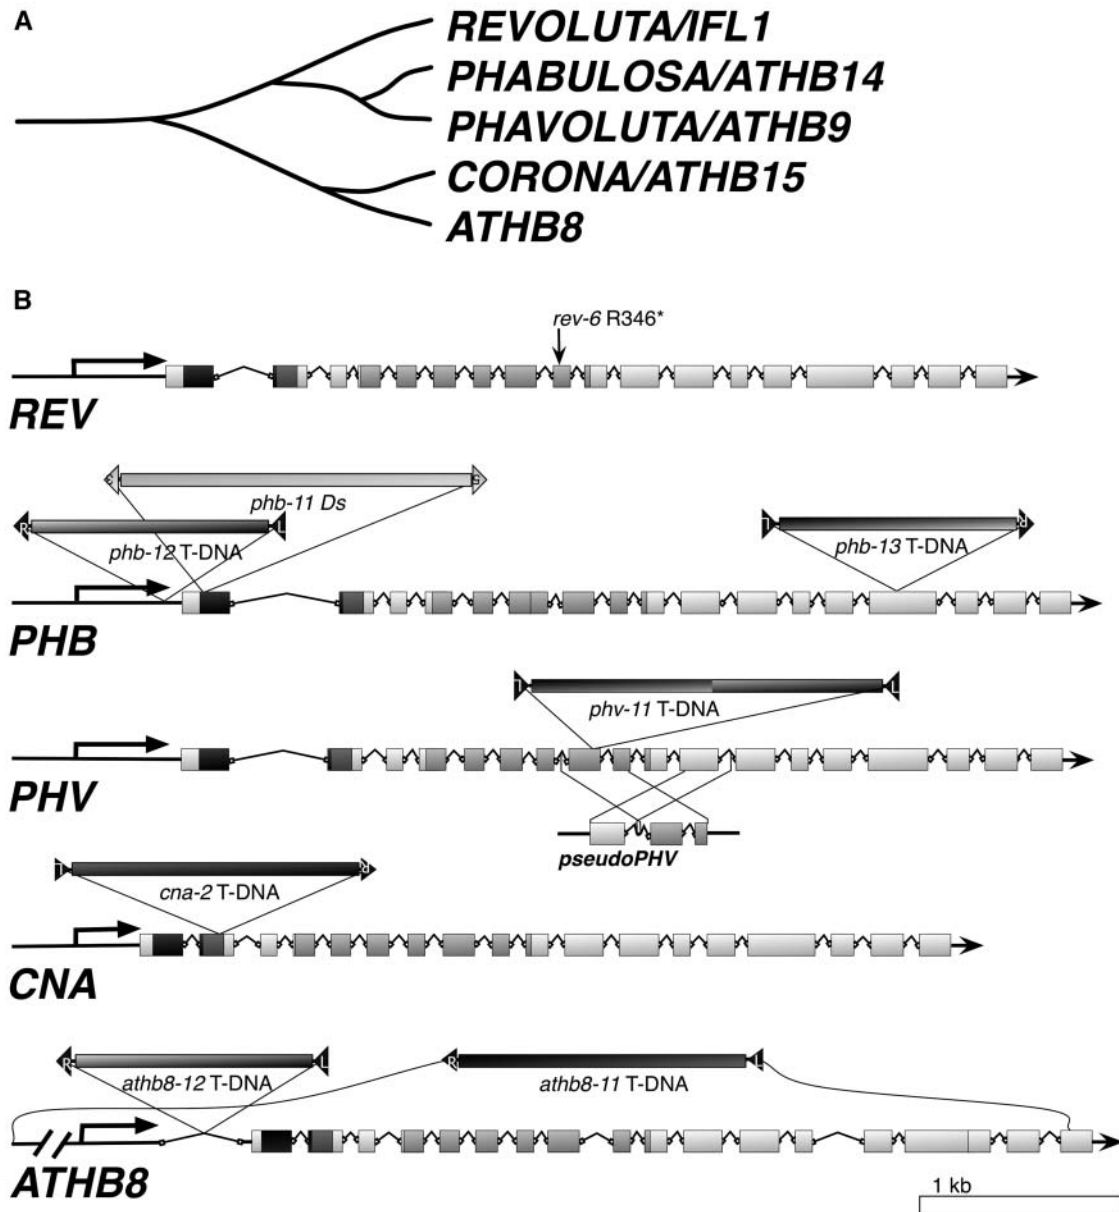 A
REVOLUTA/IFL1
PHABULOSA/ATHB14
PHAVOLUTA/ATHB9
CORONA/ATHB15
ATHB8
B
rev-6 R346*
REV
3 5
phb-11 Ds
R L
phb-12 T-DNA
L R
phb-13 T-DNA
PHB
L L
phv-11 T-DNA
PHV
pseudoPHV
L R
cna-2 T-DNA
CNA
R L
athb8-12 T-DNA
R L
athb8-11 T-DNA
ATHB8
1 kb